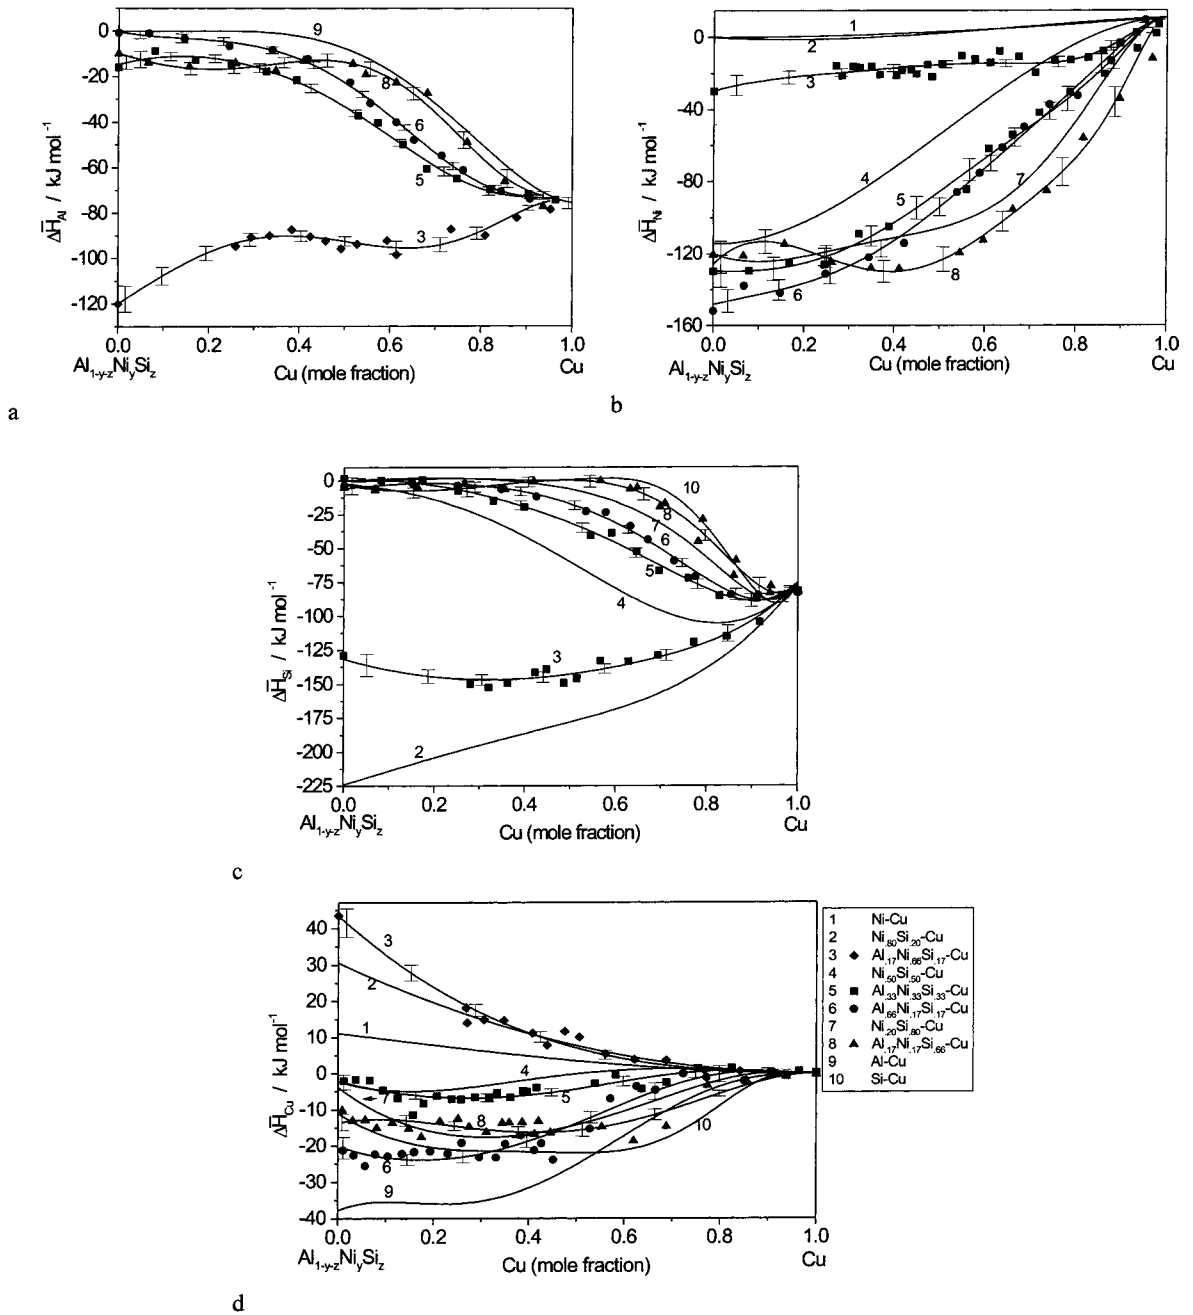 0
-20
-40
-60
-80
-100
-120
ΔH̅Al / kJ mol⁻¹
9
8
6
5
3
0.0 0.2 0.4 0.6 0.8 1.0
Al1-y-zNiySiz Cu (mole fraction) Cu
a
0
-40
-80
-120
-160
ΔH̅Ni / kJ mol⁻¹
1
2
3
4
5
7
8
6
0.0 0.2 0.4 0.6 0.8 1.0
Al1-y-zNiySiz Cu (mole fraction) Cu
b
0
-25
-50
-75
-100
-125
-150
-175
-200
-225
ΔH̅Si / kJ mol⁻¹
10
8
7
6
5
4
3
2
0.0 0.2 0.4 0.6 0.8 1.0
Al1-y-zNiySiz Cu (mole fraction) Cu
c
40
30
20
10
0
-10
-20
-30
-40
ΔH̅Cu / kJ mol⁻¹
3
2
1
4
7
5
8
10
6
9
0.0 0.2 0.4 0.6 0.8 1.0
Al1-y-zNiySiz Cu (mole fraction) Cu
1 Ni-Cu
2 Ni.80Si.20-Cu
3 Al.17Ni.66Si.17-Cu
4 Ni.50Si.50-Cu
5 Al.33Ni.33Si.33-Cu
6 Al.66Ni.17Si.17-Cu
7 Ni.20Si.80-Cu
8 Al.17Ni.17Si.66-Cu
9 Al-Cu
10 Si-Cu
d